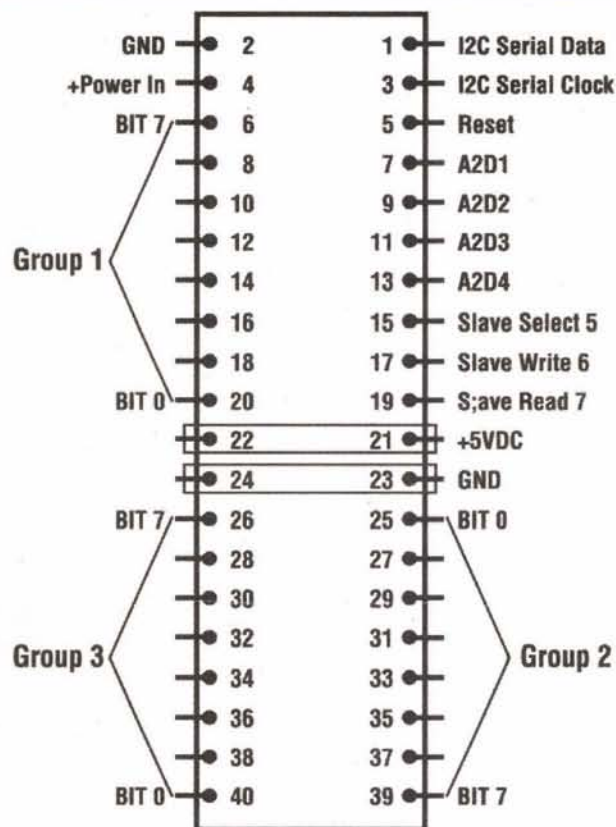 GND 2 1 I2C Serial Data
+Power In 4 3 I2C Serial Clock
BIT 7 6 5 Reset
8 7 A2D1
10 9 A2D2
12 11 A2D3
Group 1
14 13 A2D4
16 15 Slave Select 5
18 17 Slave Write 6
BIT 0 20 19 S;ave Read 7
22 21 +5VDC
24 23 GND
BIT 7 26 25 BIT 0
28 27
30 29
32 31
Group 3 Group 2
34 33
36 35
38 37
BIT 0 40 39 BIT 7